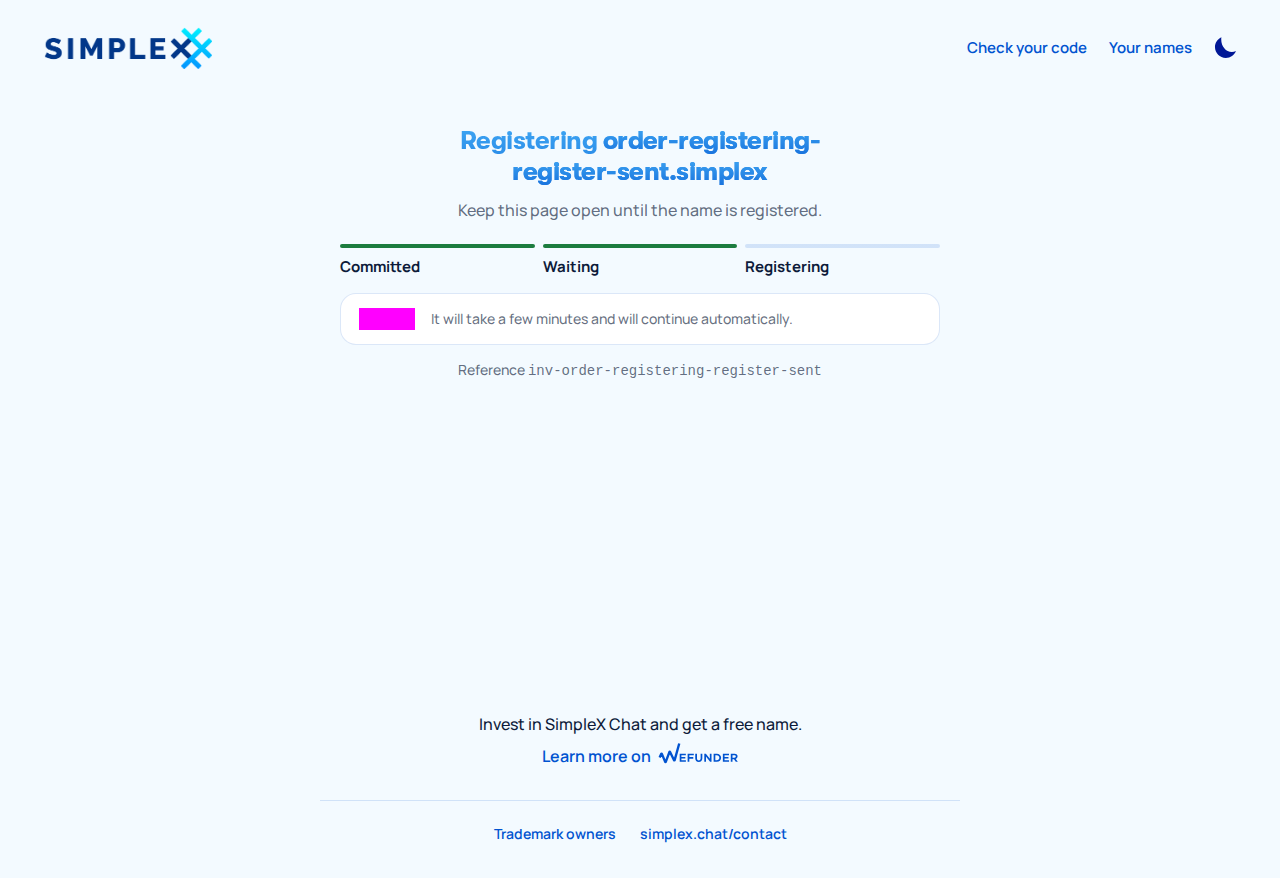 SIMPLEX
Check your code
Your names
Registering order-registering-
register-sent.simplex
Keep this page open until the name is registered.
Committed
Waiting
Registering
It will take a few minutes and will continue automatically.
Reference inv-order-registering-register-sent
Invest in SimpleX Chat and get a free name.
Learn more on WEFUNDER
Trademark owners
simplex.chat/contact